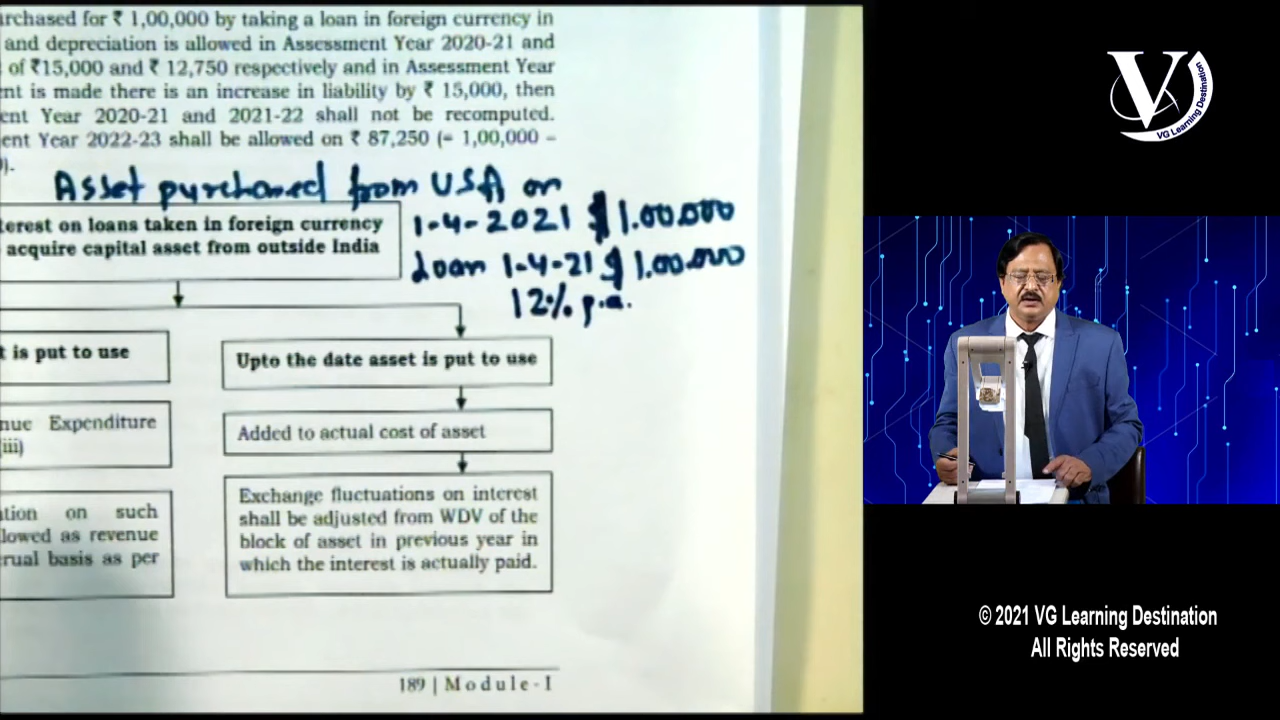 rchased for ₹ 1,00,000 by taking a loan in foreign currency in
and depreciation is allowed in Assessment Year 2020-21 and
of ₹15,000 and ₹ 12,750 respectively and in Assessment Year
nt is made there is an increase in liability by ₹ 15,000, then
ent Year 2020-21 and 2021-22 shall not be recomputed.
ent Year 2022-23 shall be allowed on ₹ 87,250 (= 1,00,000 –
).
Asset purchased from USA on
1-4-2021 $ 1.00.000
Loan 1-4-21 $ 1.00.000
12% p.a.
terest on loans taken in foreign currency
acquire capital asset from outside India
t is put to use
Upto the date asset is put to use
nue Expenditure
(iii)
Added to actual cost of asset
tion on such
lowed as revenue
rual basis as per
Exchange fluctuations on interest
shall be adjusted from WDV of the
block of asset in previous year in
which the interest is actually paid.
189 | Module-I
V
VG Learning Destination
© 2021 VG Learning Destination
All Rights Reserved